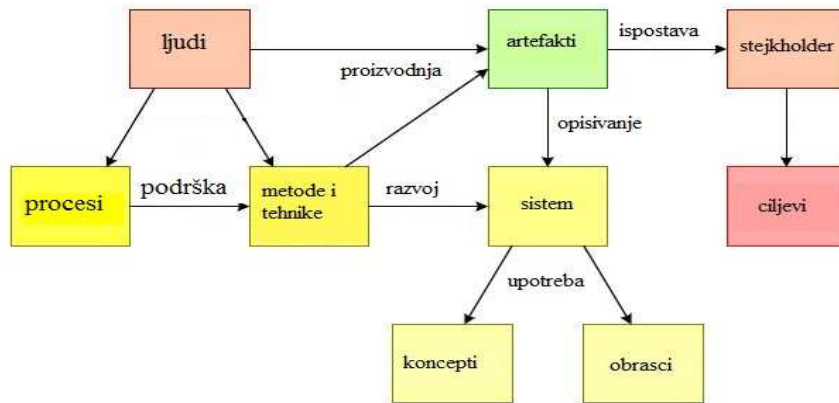 ljudi
artefakti
ispostava
stejkholder
proizvodnja
opisivanje
procesi
podrška
metode i
tehnike
razvoj
sistem
ciljevi
upotreba
koncepti
obrasci